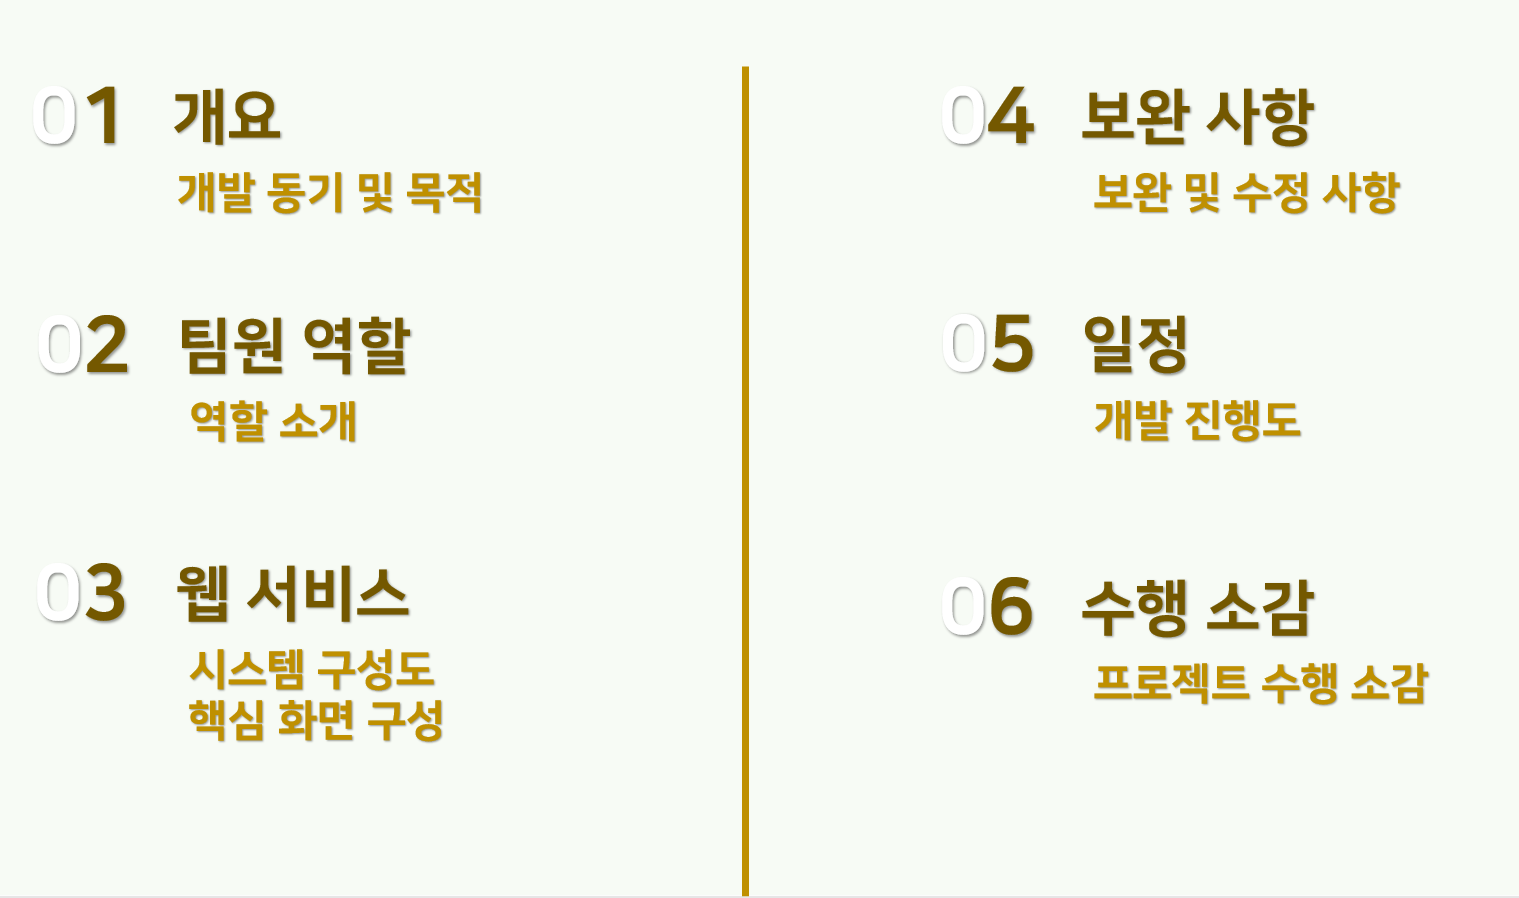 01 개요
개발 동기 및 목적
02 팀원 역할
역할 소개
03 웹 서비스
시스템 구성도
핵심 화면 구성
04 보완 사항
보완 및 수정 사항
05 일정
개발 진행도
06 수행 소감
프로젝트 수행 소감